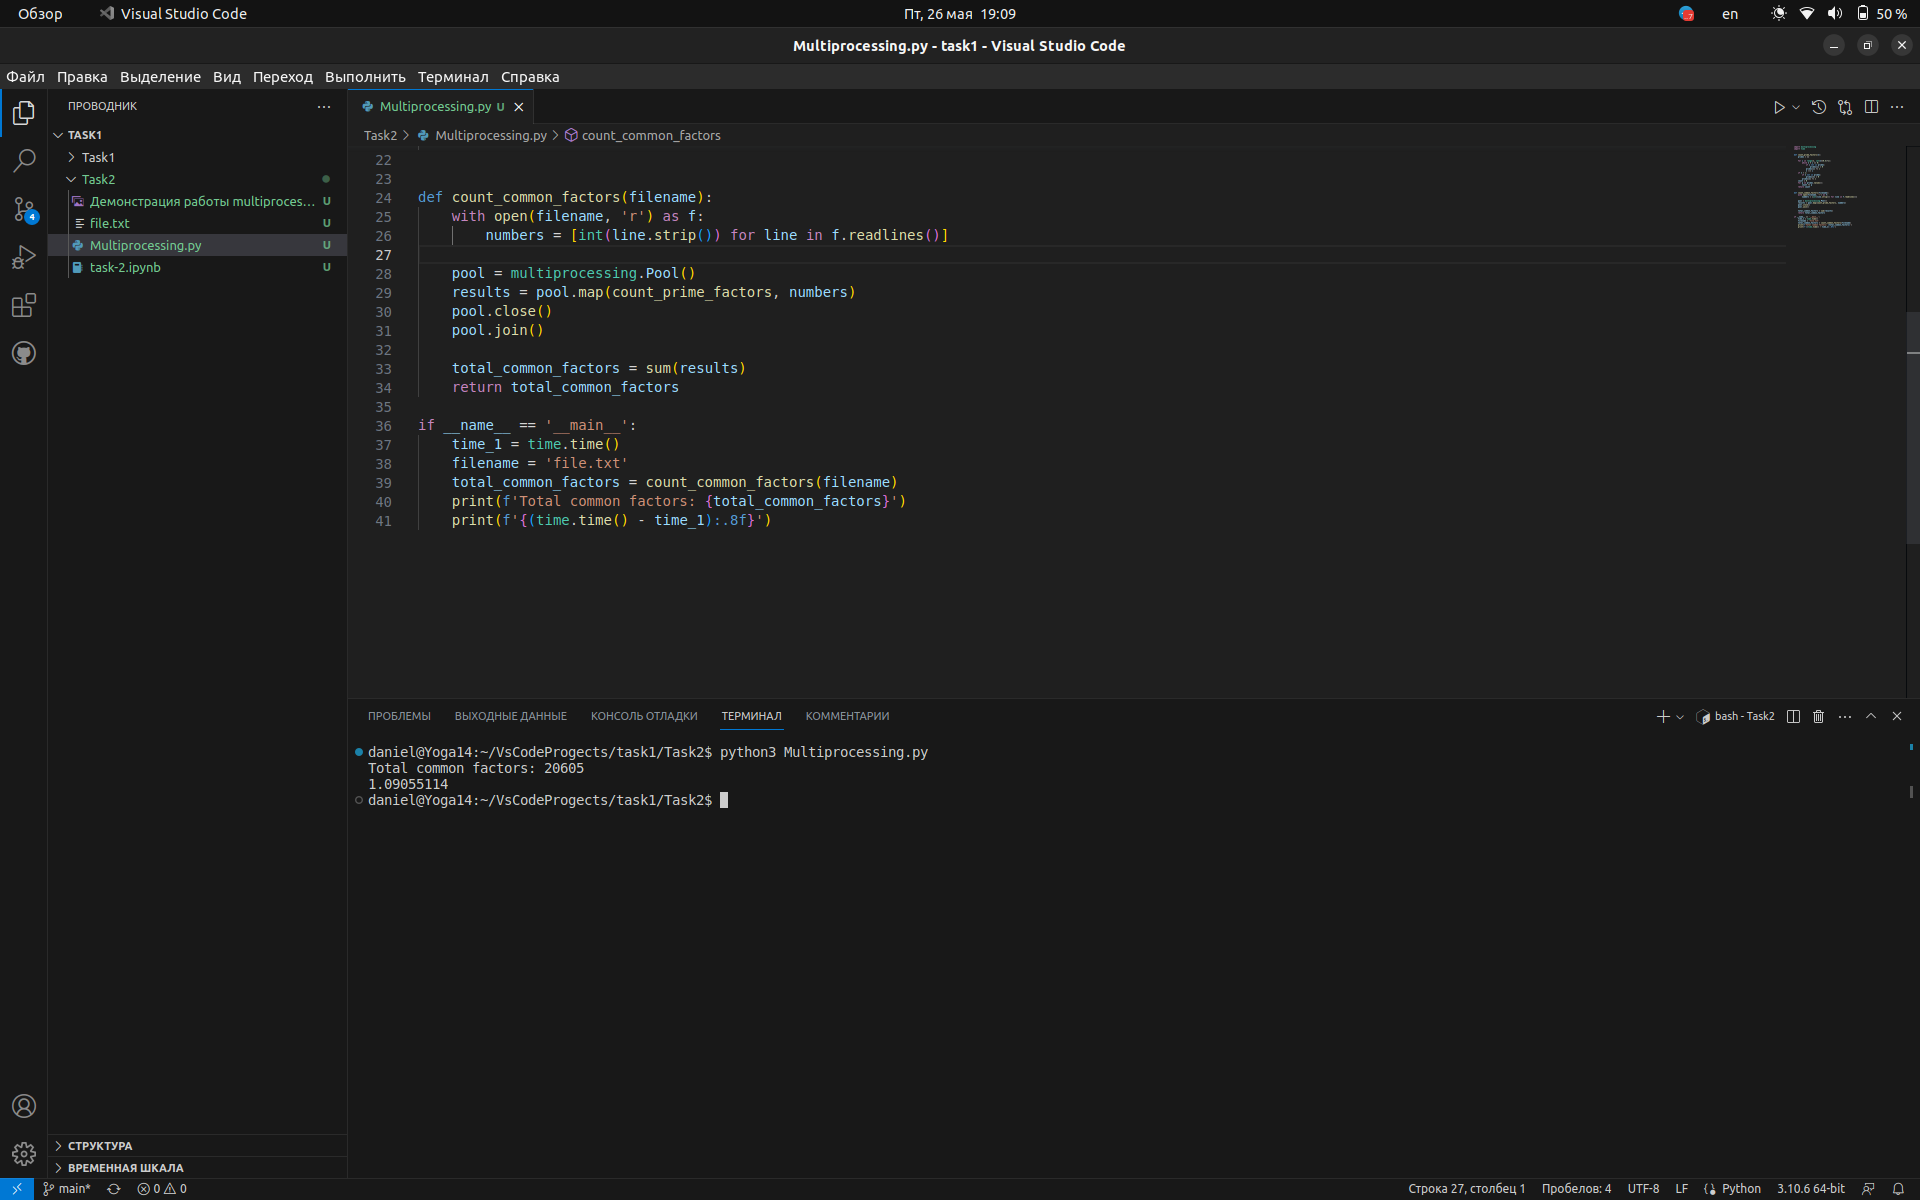 Обзор
Visual Studio Code
Пт, 26 мая 19:09
en
50 %
Multiprocessing.py - task1 - Visual Studio Code
Файл Правка Выделение Вид Переход Выполнить Терминал Справка
ПРОВОДНИК
TASK1
Task1
Task2
Демонстрация работы multiproces... U
file.txt U
Multiprocessing.py U
task-2.ipynb U
4
СТРУКТУРА
ВРЕМЕННАЯ ШКАЛА
Multiprocessing.py U
Task2 > Multiprocessing.py > count_common_factors
22
23
24 def count_common_factors(filename):
25     with open(filename, 'r') as f:
26         numbers = [int(line.strip()) for line in f.readlines()]
27
28     pool = multiprocessing.Pool()
29     results = pool.map(count_prime_factors, numbers)
30     pool.close()
31     pool.join()
32
33     total_common_factors = sum(results)
34     return total_common_factors
35
36 if __name__ == '__main__':
37     time_1 = time.time()
38     filename = 'file.txt'
39     total_common_factors = count_common_factors(filename)
40     print(f'Total common factors: {total_common_factors}')
41     print(f'{(time.time() - time_1):.8f}')
ПРОБЛЕМЫ ВЫХОДНЫЕ ДАННЫЕ КОНСОЛЬ ОТЛАДКИ ТЕРМИНАЛ КОММЕНТАРИИ
bash - Task2
daniel@Yoga14:~/VsCodeProgects/task1/Task2$ python3 Multiprocessing.py
Total common factors: 20605
1.09055114
daniel@Yoga14:~/VsCodeProgects/task1/Task2$
main* 0 0
Строка 27, столбец 1 Пробелов: 4 UTF-8 LF Python 3.10.6 64-bit